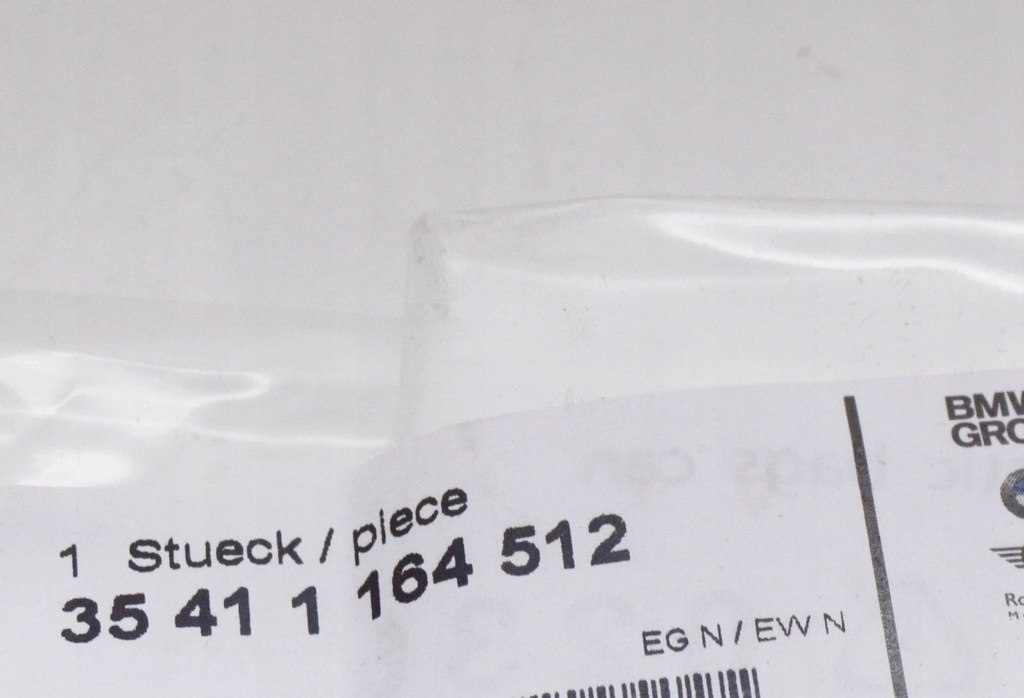 1 Stueck / piece
35 41 1 164 512
EG N / EW N
BMW
GRO